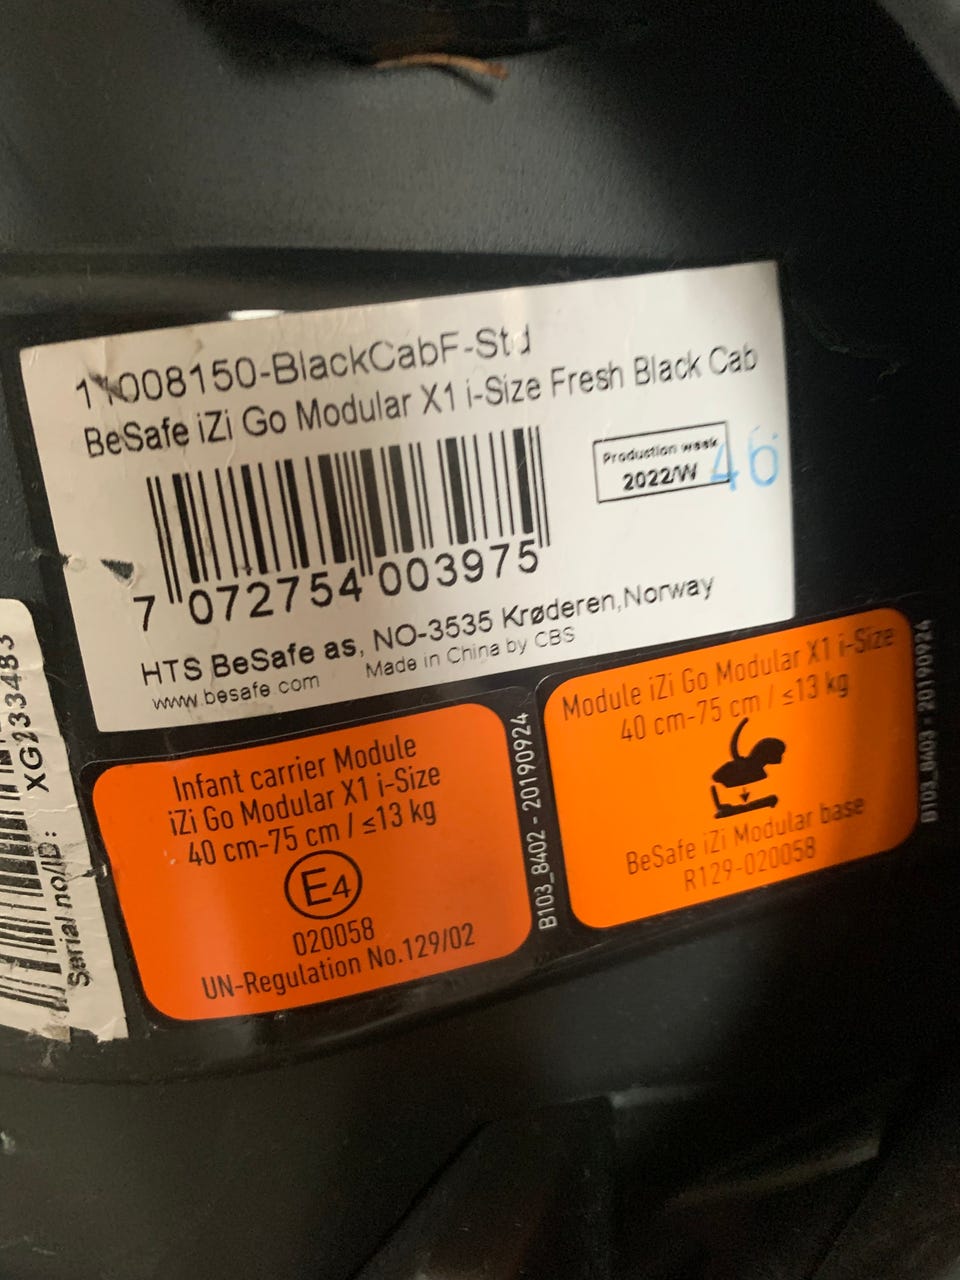 11008150-BlackCabF-Std
BeSafe iZi Go Modular X1 i-Size Fresh Black Cab
Production week
2022/W 46
7 072754 003975
HTS BeSafe as, NO-3535 Krøderen, Norway
www.besafe.com Made in China by CBS
Serial no/ID: XG233483
Infant carrier Module
iZi Go Modular X1 i-Size
40 cm-75 cm / ≤13 kg
E4
020058
UN-Regulation No.129/02
B103_8402 - 20190924
Module iZi Go Modular X1 i-Size
40 cm-75 cm / ≤13 kg
BeSafe iZi Modular base
R129-020058
B103_8403 - 20190924